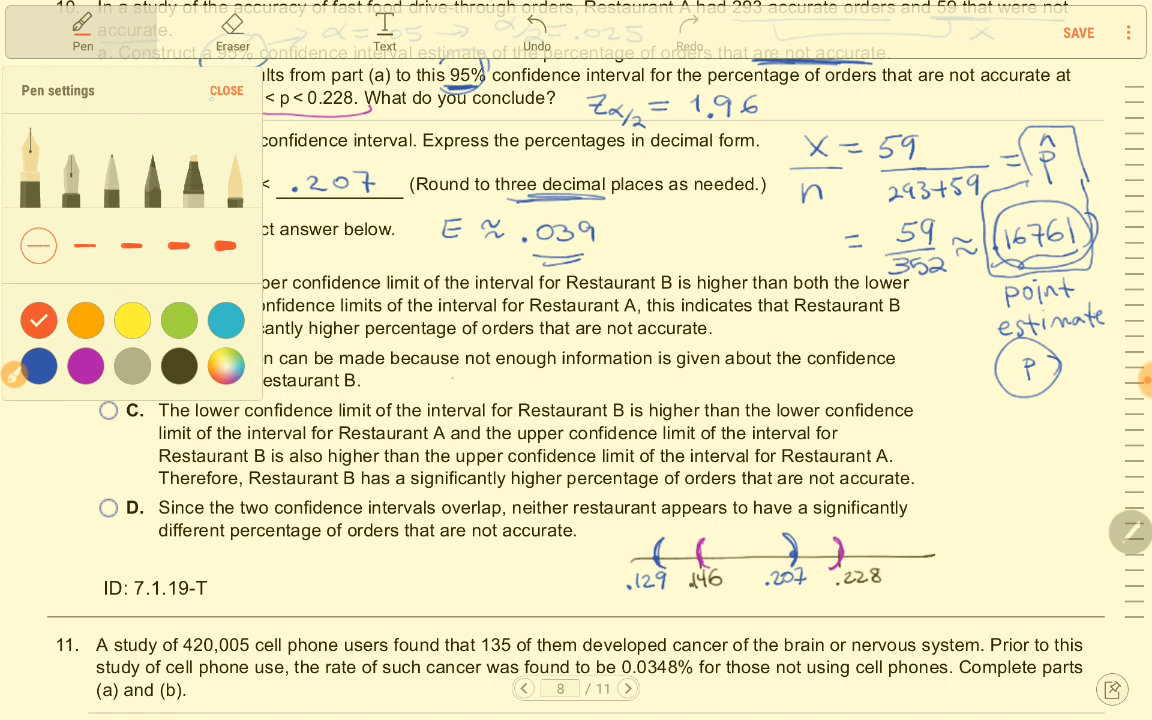 10. In a study of the accuracy of fast food drive-through orders, Restaurant A had 293 accurate orders and 59 that were not
accurate. α = .05 → α/2 = .025 x
a. Construct a 95% confidence interval estimate of the percentage of orders that are not accurate.
Pen Eraser Text Undo Redo SAVE
Pen settings CLOSE
lts from part (a) to this 95% confidence interval for the percentage of orders that are not accurate at
< p < 0.228. What do you conclude? Zα/2 = 1.96
confidence interval. Express the percentages in decimal form.
x/n = 59/(293+59) = p̂
< .207 (Round to three decimal places as needed.)
ct answer below. E ≈ .039
= 59/352 ≈ .16761
point
estimate
p
per confidence limit of the interval for Restaurant B is higher than both the lower
nfidence limits of the interval for Restaurant A, this indicates that Restaurant B
antly higher percentage of orders that are not accurate.
n can be made because not enough information is given about the confidence
estaurant B.
C. The lower confidence limit of the interval for Restaurant B is higher than the lower confidence
limit of the interval for Restaurant A and the upper confidence limit of the interval for
Restaurant B is also higher than the upper confidence limit of the interval for Restaurant A.
Therefore, Restaurant B has a significantly higher percentage of orders that are not accurate.
D. Since the two confidence intervals overlap, neither restaurant appears to have a significantly
different percentage of orders that are not accurate.
.129 .146 .207 .228
ID: 7.1.19-T
11. A study of 420,005 cell phone users found that 135 of them developed cancer of the brain or nervous system. Prior to this
study of cell phone use, the rate of such cancer was found to be 0.0348% for those not using cell phones. Complete parts
(a) and (b).
8 / 11